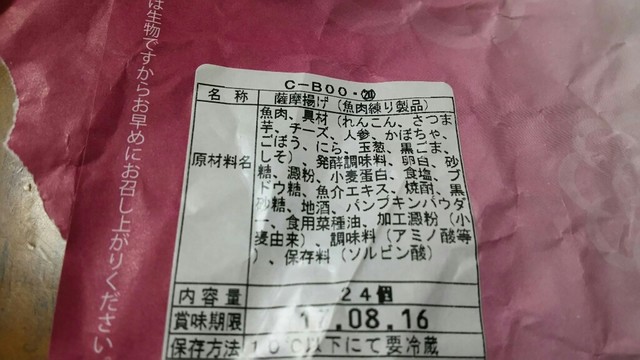 は生物ですからお早めにお召し上がりください。
C-B00・⑳
名称 薩摩揚げ(魚肉練り製品)
原材料名
魚肉、具材(れんこん、さつま
芋、チーズ、人参、かぼちゃ、
ごぼう、にら、玉葱、黒ごま、
しそ)、発酵調味料、卵白、砂
糖、澱粉、小麦蛋白、食塩、ブ
ドウ糖、魚介エキス、焼酎、黒
砂糖、地酒、パンプキンパウダ
ー、食用菜種油、加工澱粉(小
麦由来)、調味料(アミノ酸等
)、保存料(ソルビン酸)
内容量 24個
賞味期限 17.08.16
保存方法 10℃以下にて要冷蔵